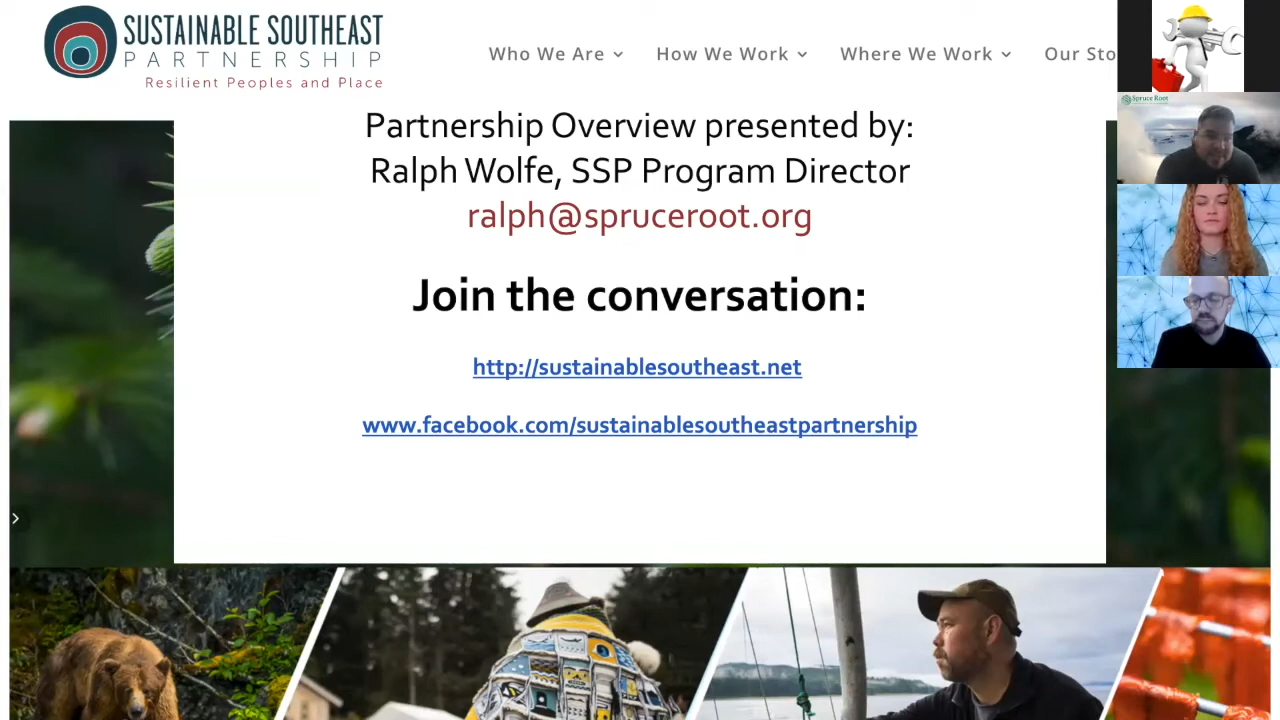 SUSTAINABLE SOUTHEAST
PARTNERSHIP
Resilient Peoples and Place
Who We Are
How We Work
Where We Work
Our Sto
Spruce Root
Partnership Overview presented by:
Ralph Wolfe, SSP Program Director
ralph@spruceroot.org
Join the conversation:
http://sustainablesoutheast.net
www.facebook.com/sustainablesoutheastpartnership